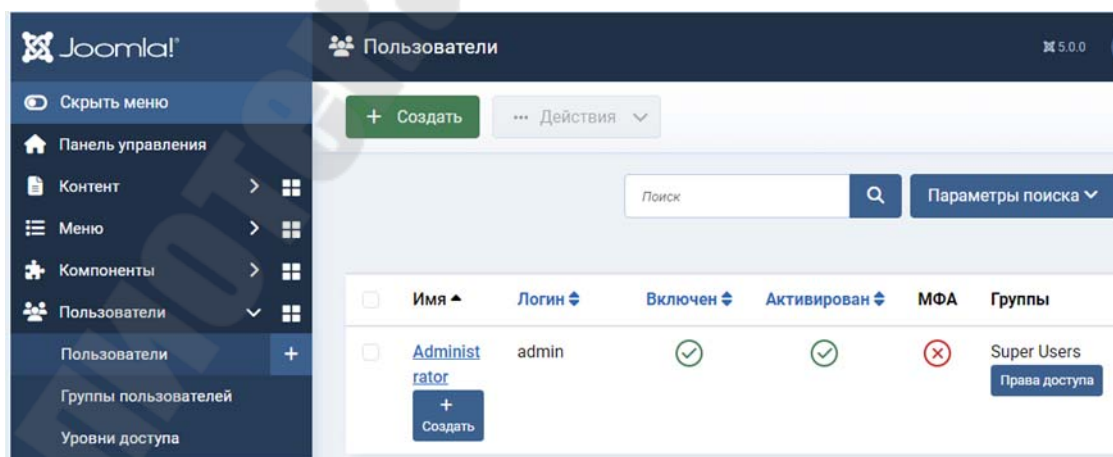 Joomla!
Пользователи
5.0.0
Скрыть меню
Панель управления
Контент
Меню
Компоненты
Пользователи
Пользователи
Группы пользователей
Уровни доступа
+ Создать
··· Действия
Поиск
Параметры поиска
Имя Логин Включен Активирован МФА Группы
Administ
rator
admin
Super Users
Права доступа
+
Создать